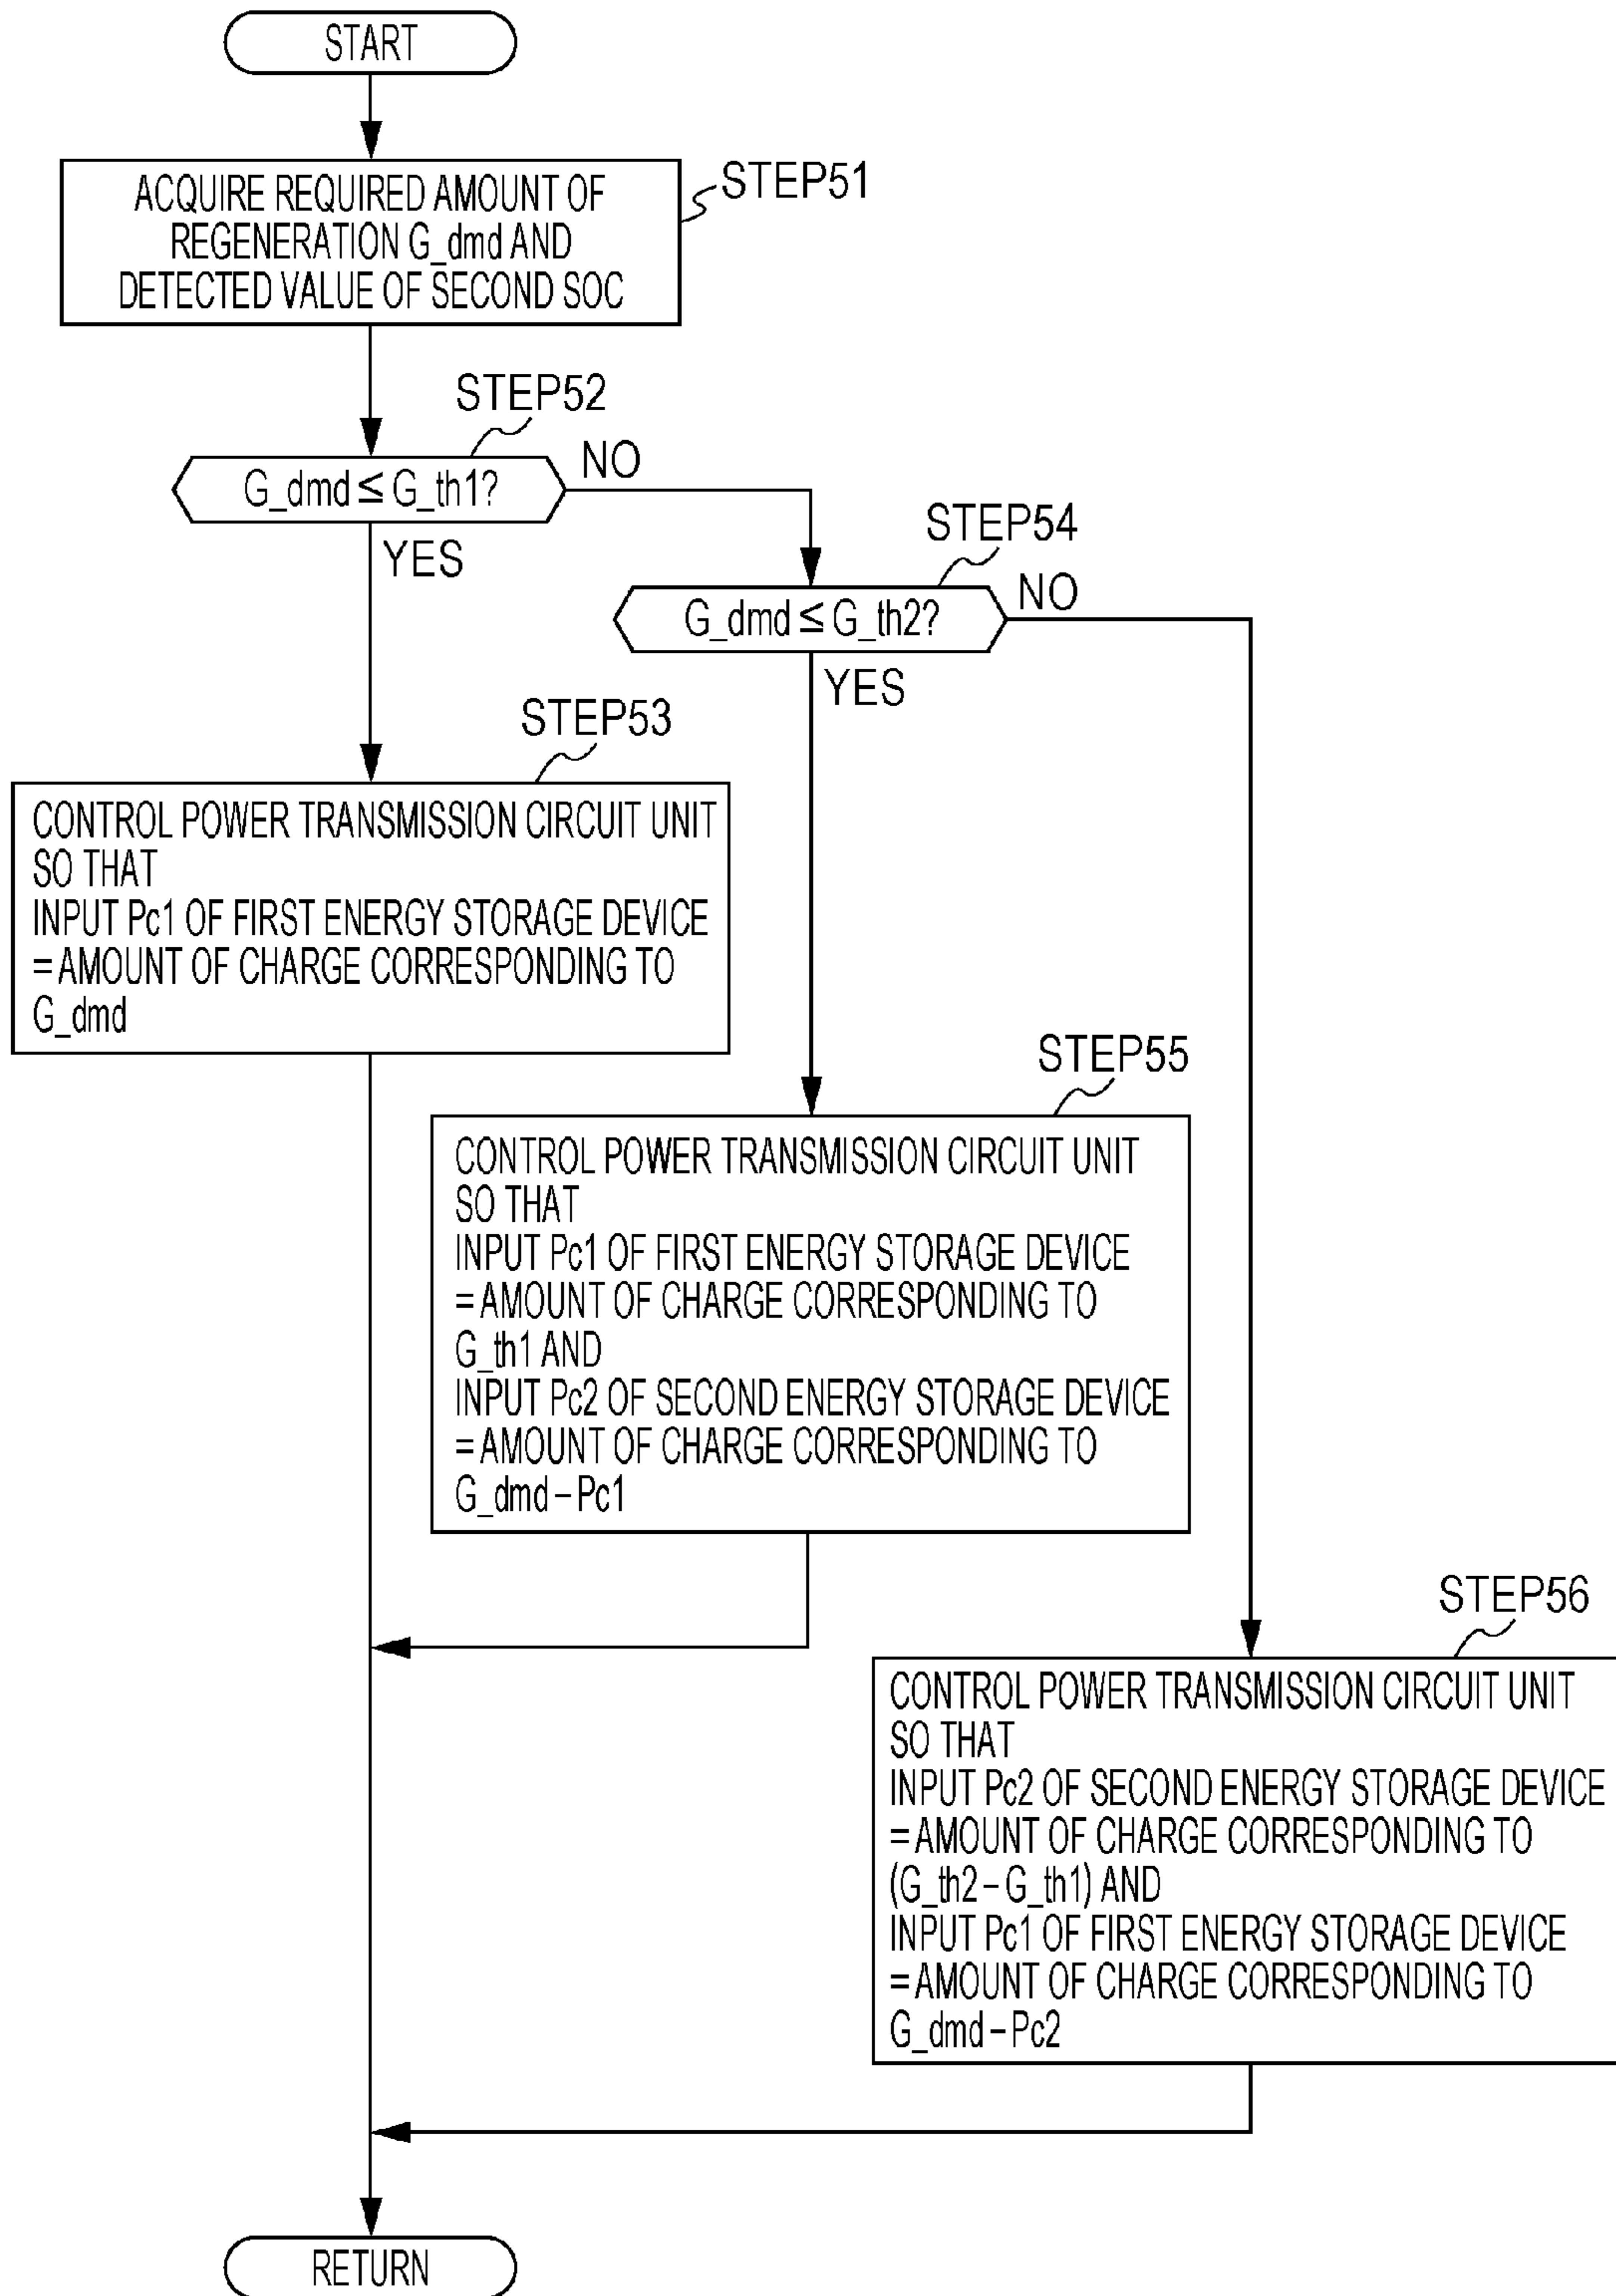 START
ACQUIRE REQUIRED AMOUNT OF
REGENERATION G_dmd AND
DETECTED VALUE OF SECOND SOC
STEP51
STEP52
G_dmd ≤ G_th1?
NO
YES
STEP54
G_dmd ≤ G_th2?
NO
YES
STEP53
CONTROL POWER TRANSMISSION CIRCUIT UNIT
SO THAT
INPUT Pc1 OF FIRST ENERGY STORAGE DEVICE
= AMOUNT OF CHARGE CORRESPONDING TO
G_dmd
STEP55
CONTROL POWER TRANSMISSION CIRCUIT UNIT
SO THAT
INPUT Pc1 OF FIRST ENERGY STORAGE DEVICE
= AMOUNT OF CHARGE CORRESPONDING TO
G_th1 AND
INPUT Pc2 OF SECOND ENERGY STORAGE DEVICE
= AMOUNT OF CHARGE CORRESPONDING TO
G_dmd – Pc1
STEP56
CONTROL POWER TRANSMISSION CIRCUIT UNIT
SO THAT
INPUT Pc2 OF SECOND ENERGY STORAGE DEVICE
= AMOUNT OF CHARGE CORRESPONDING TO
(G_th2 – G_th1) AND
INPUT Pc1 OF FIRST ENERGY STORAGE DEVICE
= AMOUNT OF CHARGE CORRESPONDING TO
G_dmd – Pc2
RETURN